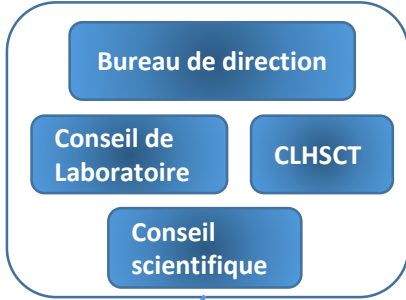 Bureau de direction
Conseil de
Laboratoire
CLHSCT
Conseil
scientifique